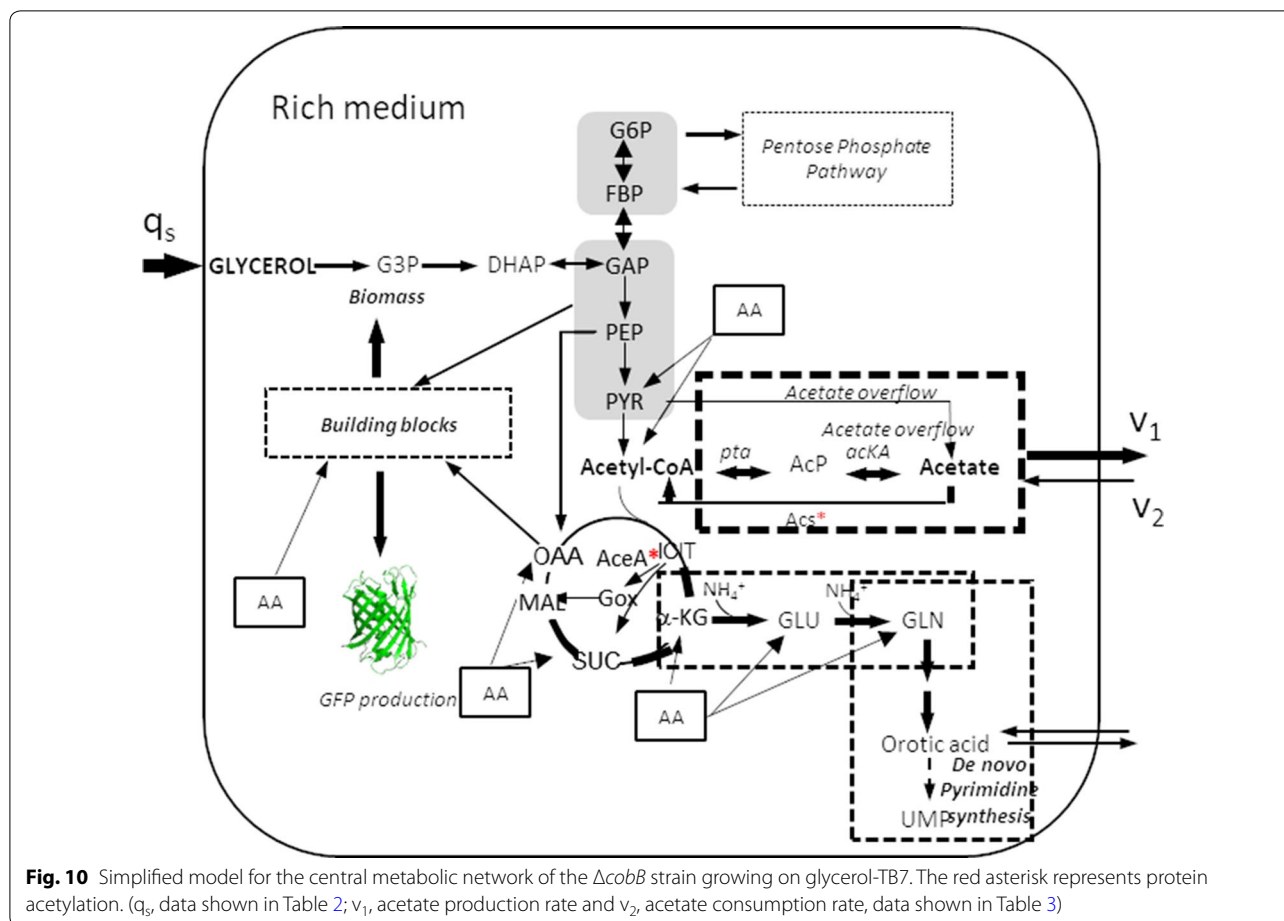 Rich medium
G6P
Pentose Phosphate
Pathway
FBP
qs
GLYCEROL
G3P
DHAP
GAP
Biomass
AA
PEP
PYR
Acetate overflow
Building blocks
Acetate overflow
v1
Acetyl-CoA
pta
AcP
acKA
Acetate
v2
Acs*
OAA
AceA*
ICIT
MAL
Gox
NH4+
NH4+
α-KG
GLU
GLN
AA
SUC
AA
AA
GFP production
Orotic acid
De novo
Pyrimidine
UMP synthesis
Fig. 10 Simplified model for the central metabolic network of the ΔcobB strain growing on glycerol-TB7. The red asterisk represents protein
acetylation. (qs, data shown in Table 2; v1, acetate production rate and v2, acetate consumption rate, data shown in Table 3)